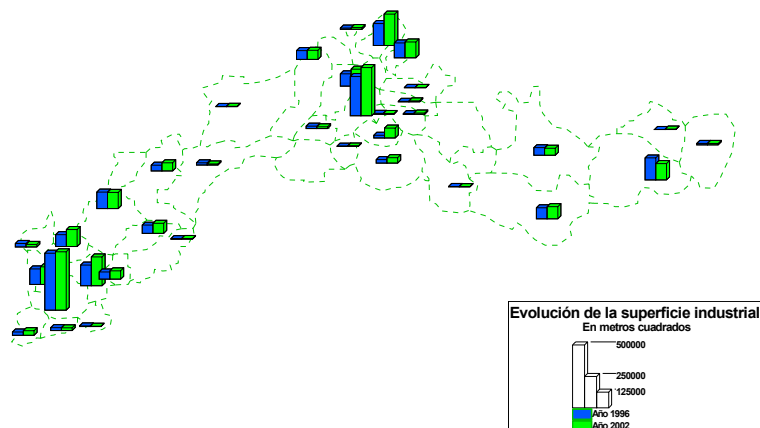 Evolución de la superficie industrial
En metros cuadrados
500000
250000
125000
Año 1996
Año 2002